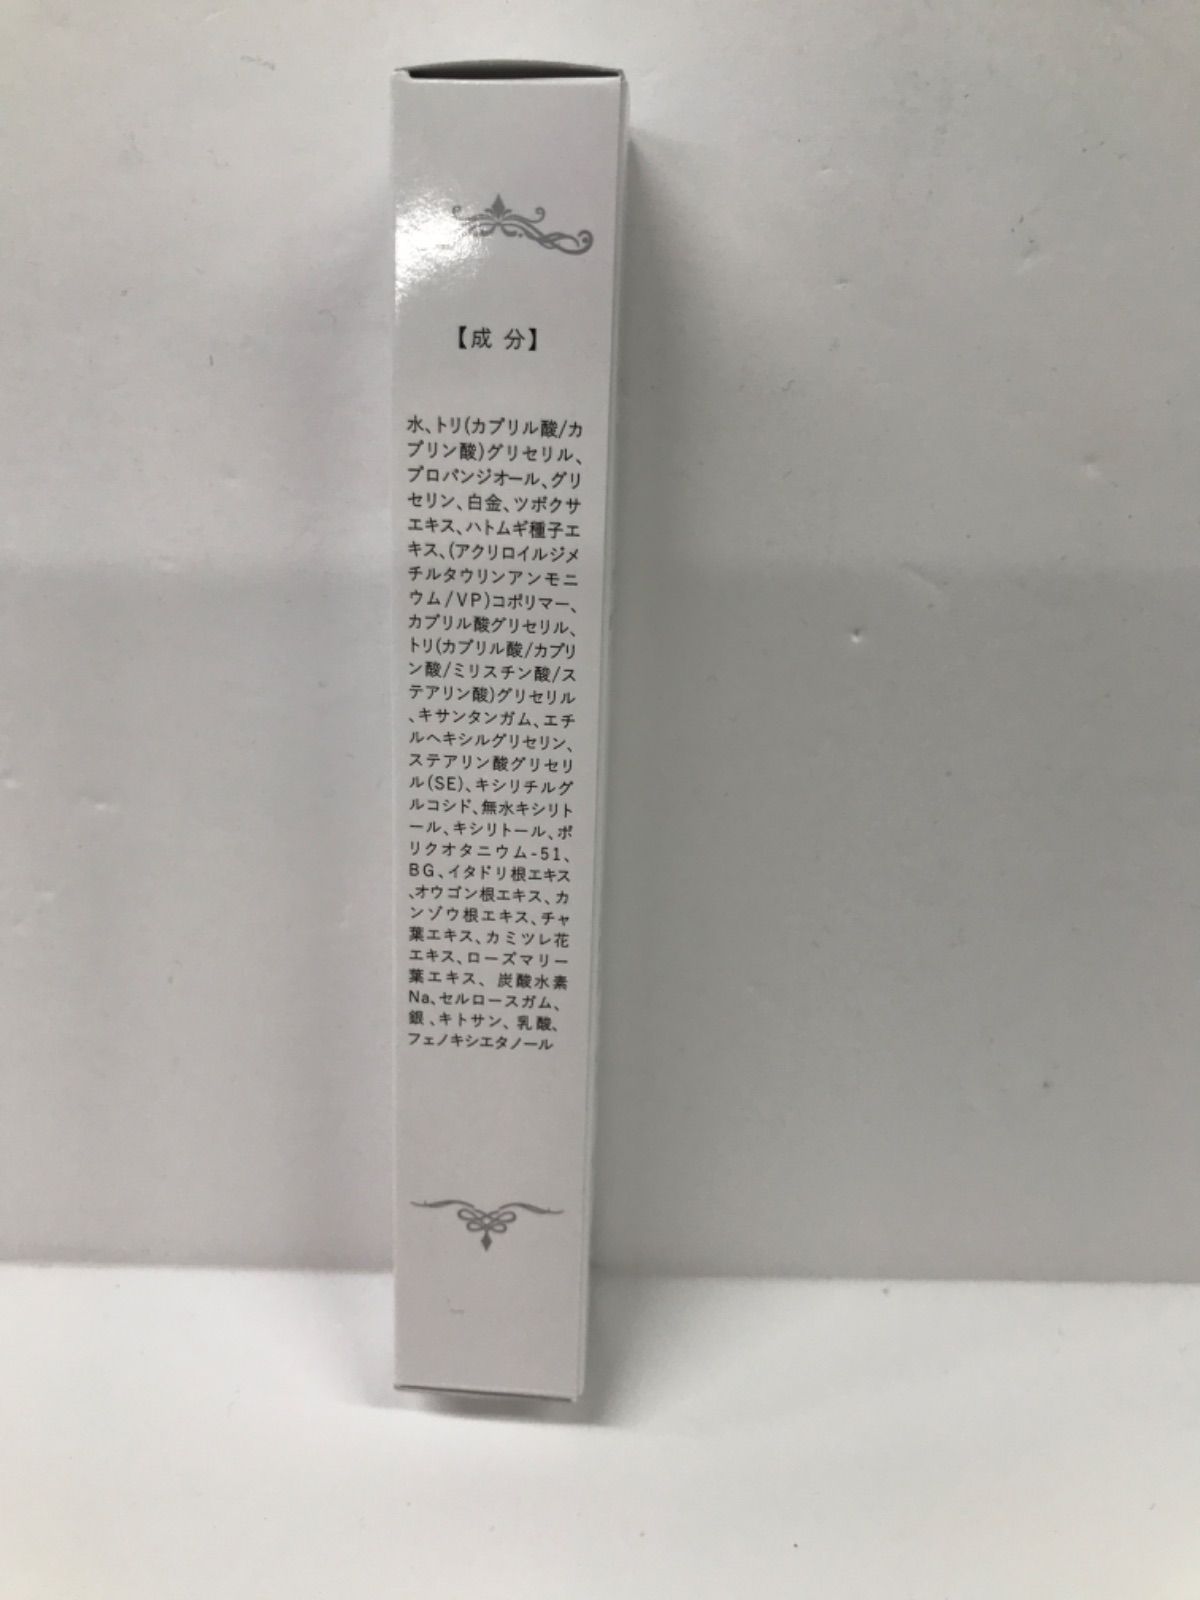 【成 分】
水、トリ(カプリル酸/カ
プリン酸)グリセリル、
プロパンジオール、グリ
セリン、白金、ツボクサ
エキス、ハトムギ種子エ
キス、(アクリロイルジメ
チルタウリンアンモニ
ウム/VP)コポリマー、
カプリル酸グリセリル、
トリ(カプリル酸/カプリ
ン酸/ミリスチン酸/ス
テアリン酸)グリセリル
、キサンタンガム、エチ
ルヘキシルグリセリン、
ステアリン酸グリセリ
ル(SE)、キシリチルグ
ルコシド、無水キシリト
ール、キシリトール、ポ
リクオタニウム-51、
BG、イタドリ根エキス
、オウゴン根エキス、カ
ンゾウ根エキス、チャ
葉エキス、カミツレ花
エキス、ローズマリー
葉エキス、炭酸水素
Na、セルロースガム、
銀、キトサン、乳酸、
フェノキシエタノール